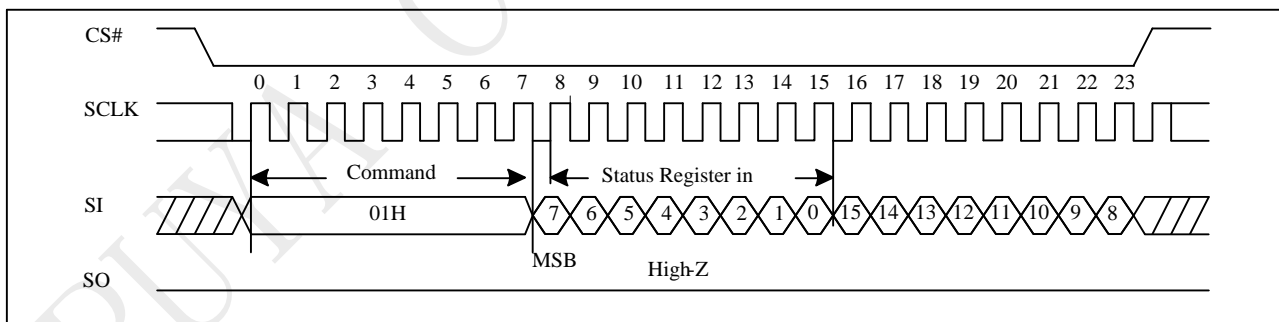 CS#
0 1 2 3 4 5 6 7 8 9 10 11 12 13 14 15 16 17 18 19 20 21 22 23
SCLK
Command Status Register in
SI 01H 7 6 5 4 3 2 1 0 15 14 13 12 11 10 9 8
MSB High-Z
SO
PUYA